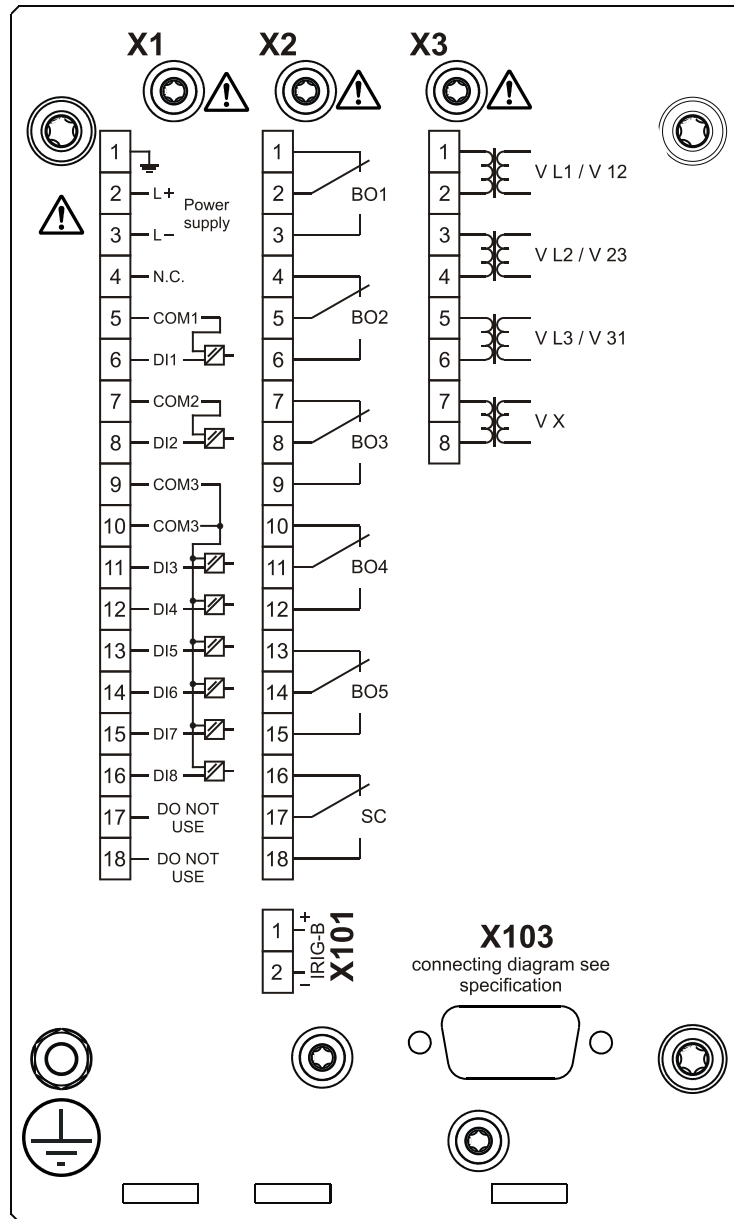 X1
X2
X3
1
2 L+
Power
supply
3 L–
4 N.C.
5 COM1
6 DI1
7 COM2
8 DI2
9 COM3
10 COM3
11 DI3
12 DI4
13 DI5
14 DI6
15 DI7
16 DI8
17 DO NOT
USE
18 DO NOT
USE
1
2 BO1
3
4
5 BO2
6
7
8 BO3
9
10
11 BO4
12
13
14 BO5
15
16
17 SC
18
1
V L1 / V 12
2
3
V L2 / V 23
4
5
V L3 / V 31
6
7
V X
8
1 +
2 –
IRIG-B
X101
X103
connecting diagram see
specification